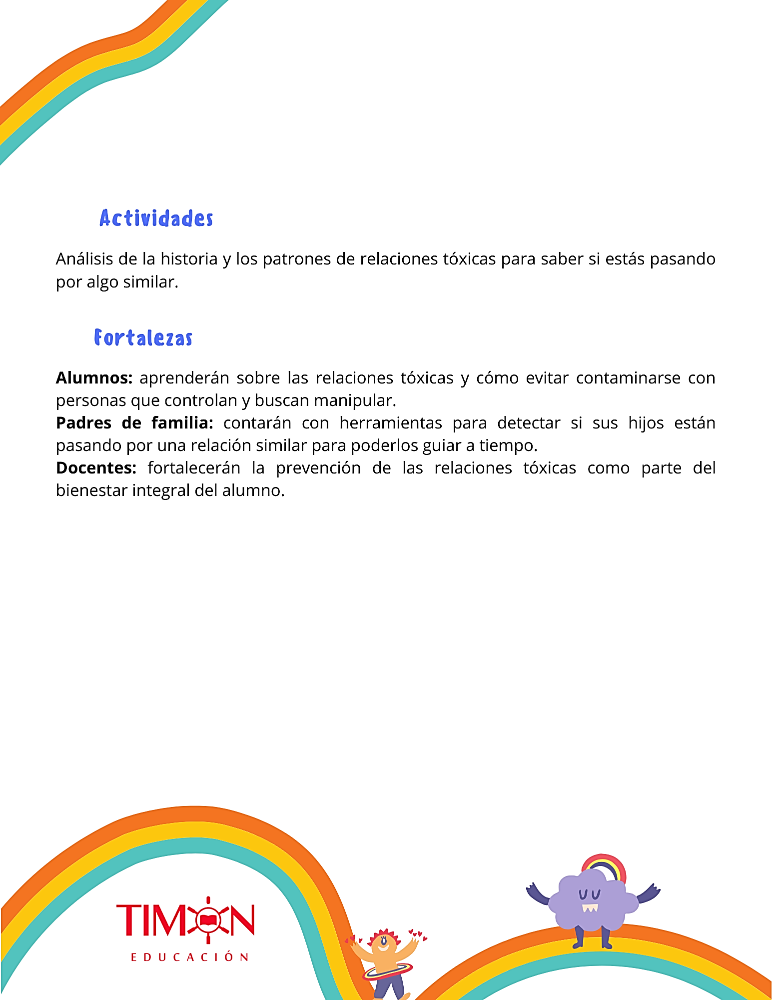 Actividades
Análisis de la historia y los patrones de relaciones tóxicas para saber si estás pasando
por algo similar.
Fortalezas
Alumnos: aprenderán sobre las relaciones tóxicas y cómo evitar contaminarse con
personas que controlan y buscan manipular.
Padres de familia: contarán con herramientas para detectar si sus hijos están
pasando por una relación similar para poderlos guiar a tiempo.
Docentes: fortalecerán la prevención de las relaciones tóxicas como parte del
bienestar integral del alumno.
TIMON
EDUCACIÓN